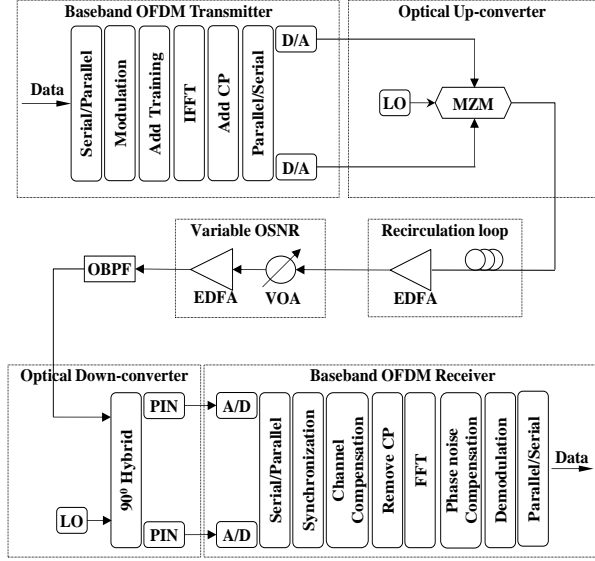 Baseband OFDM Transmitter
Data
Serial/Parallel
Modulation
Add Training
IFFT
Add CP
Parallel/Serial
D/A
D/A
Optical Up-converter
LO
MZM
Variable OSNR
OBPF
EDFA
VOA
Recirculation loop
EDFA
Optical Down-converter
LO
90⁰ Hybrid
PIN
PIN
Baseband OFDM Receiver
A/D
A/D
Serial/Parallel
Synchronization
Channel
Compensation
Remove CP
FFT
Phase noise
Compensation
Demodulation
Parallel/Serial
Data